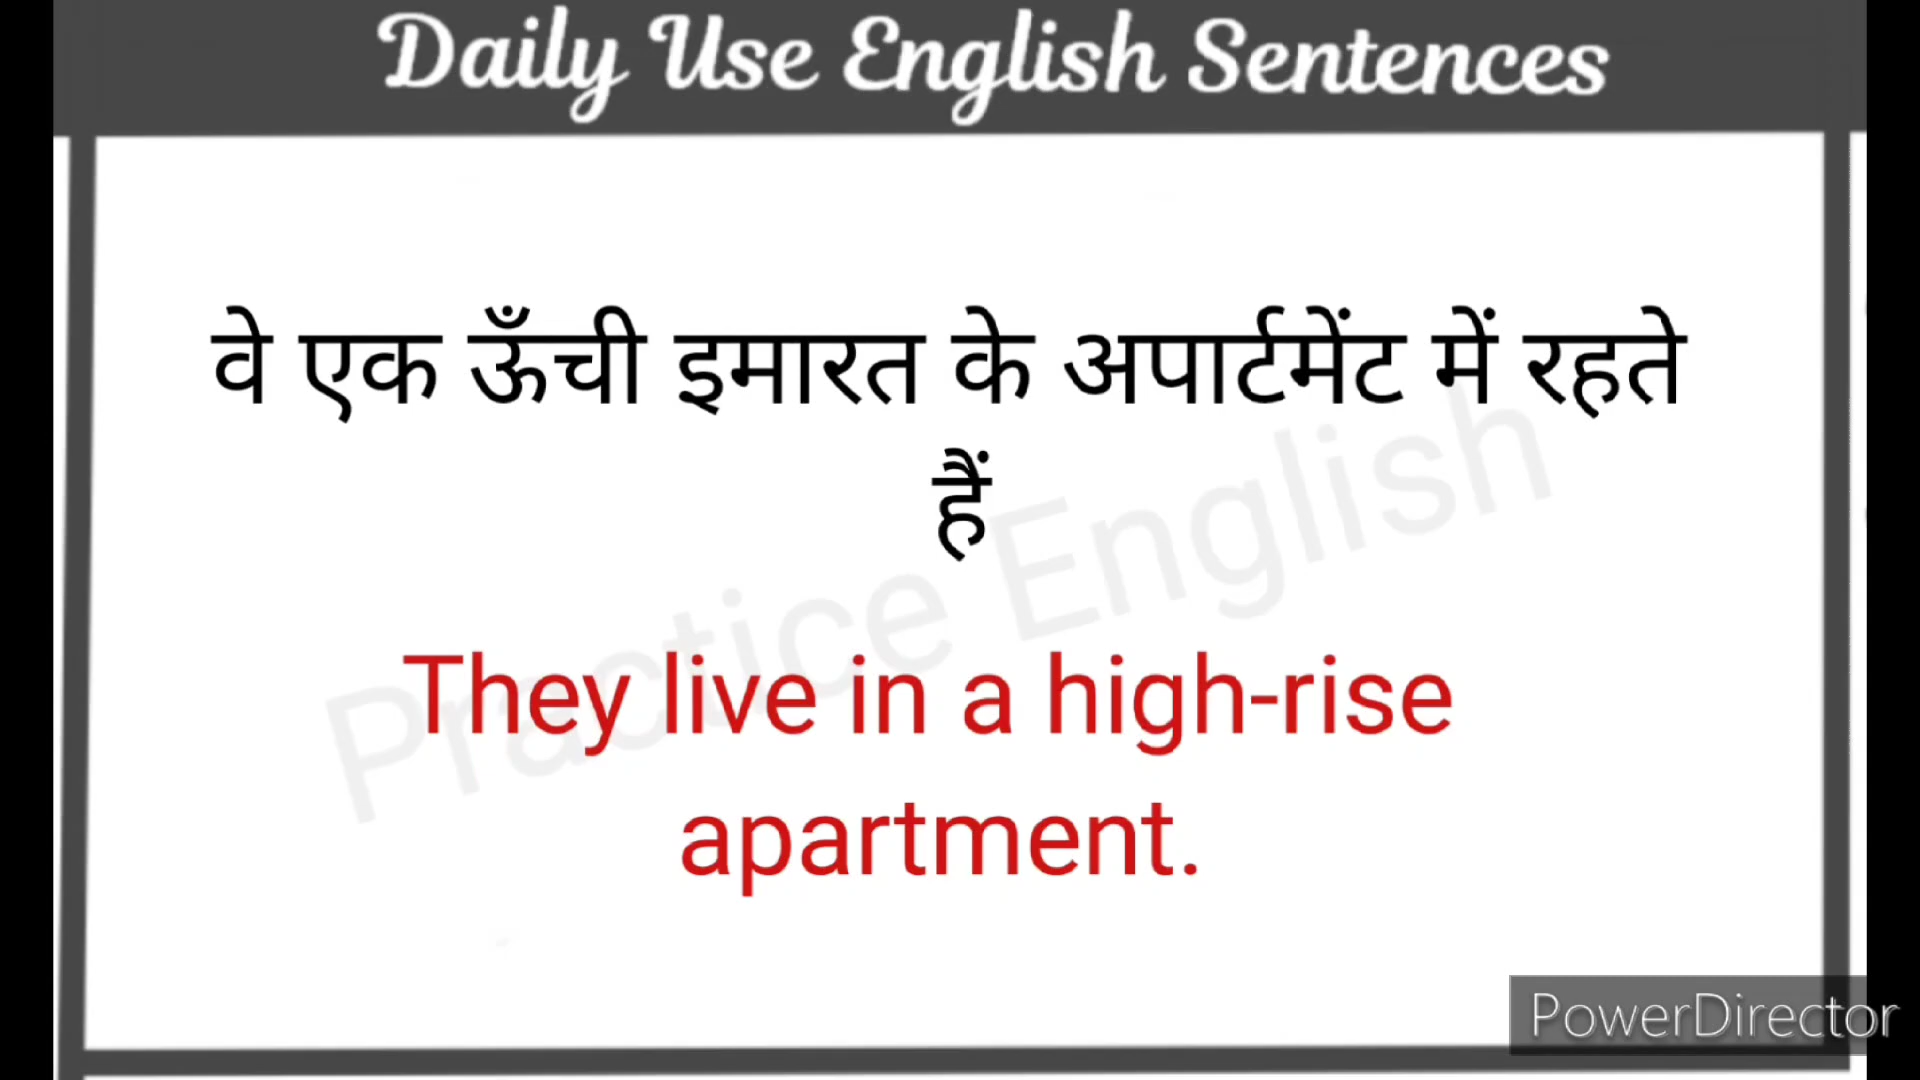 Daily Use English Sentences
वे एक ऊँची इमारत के अपार्टमेंट में रहते
हैं
Practice English
They live in a high-rise
apartment.
PowerDirector